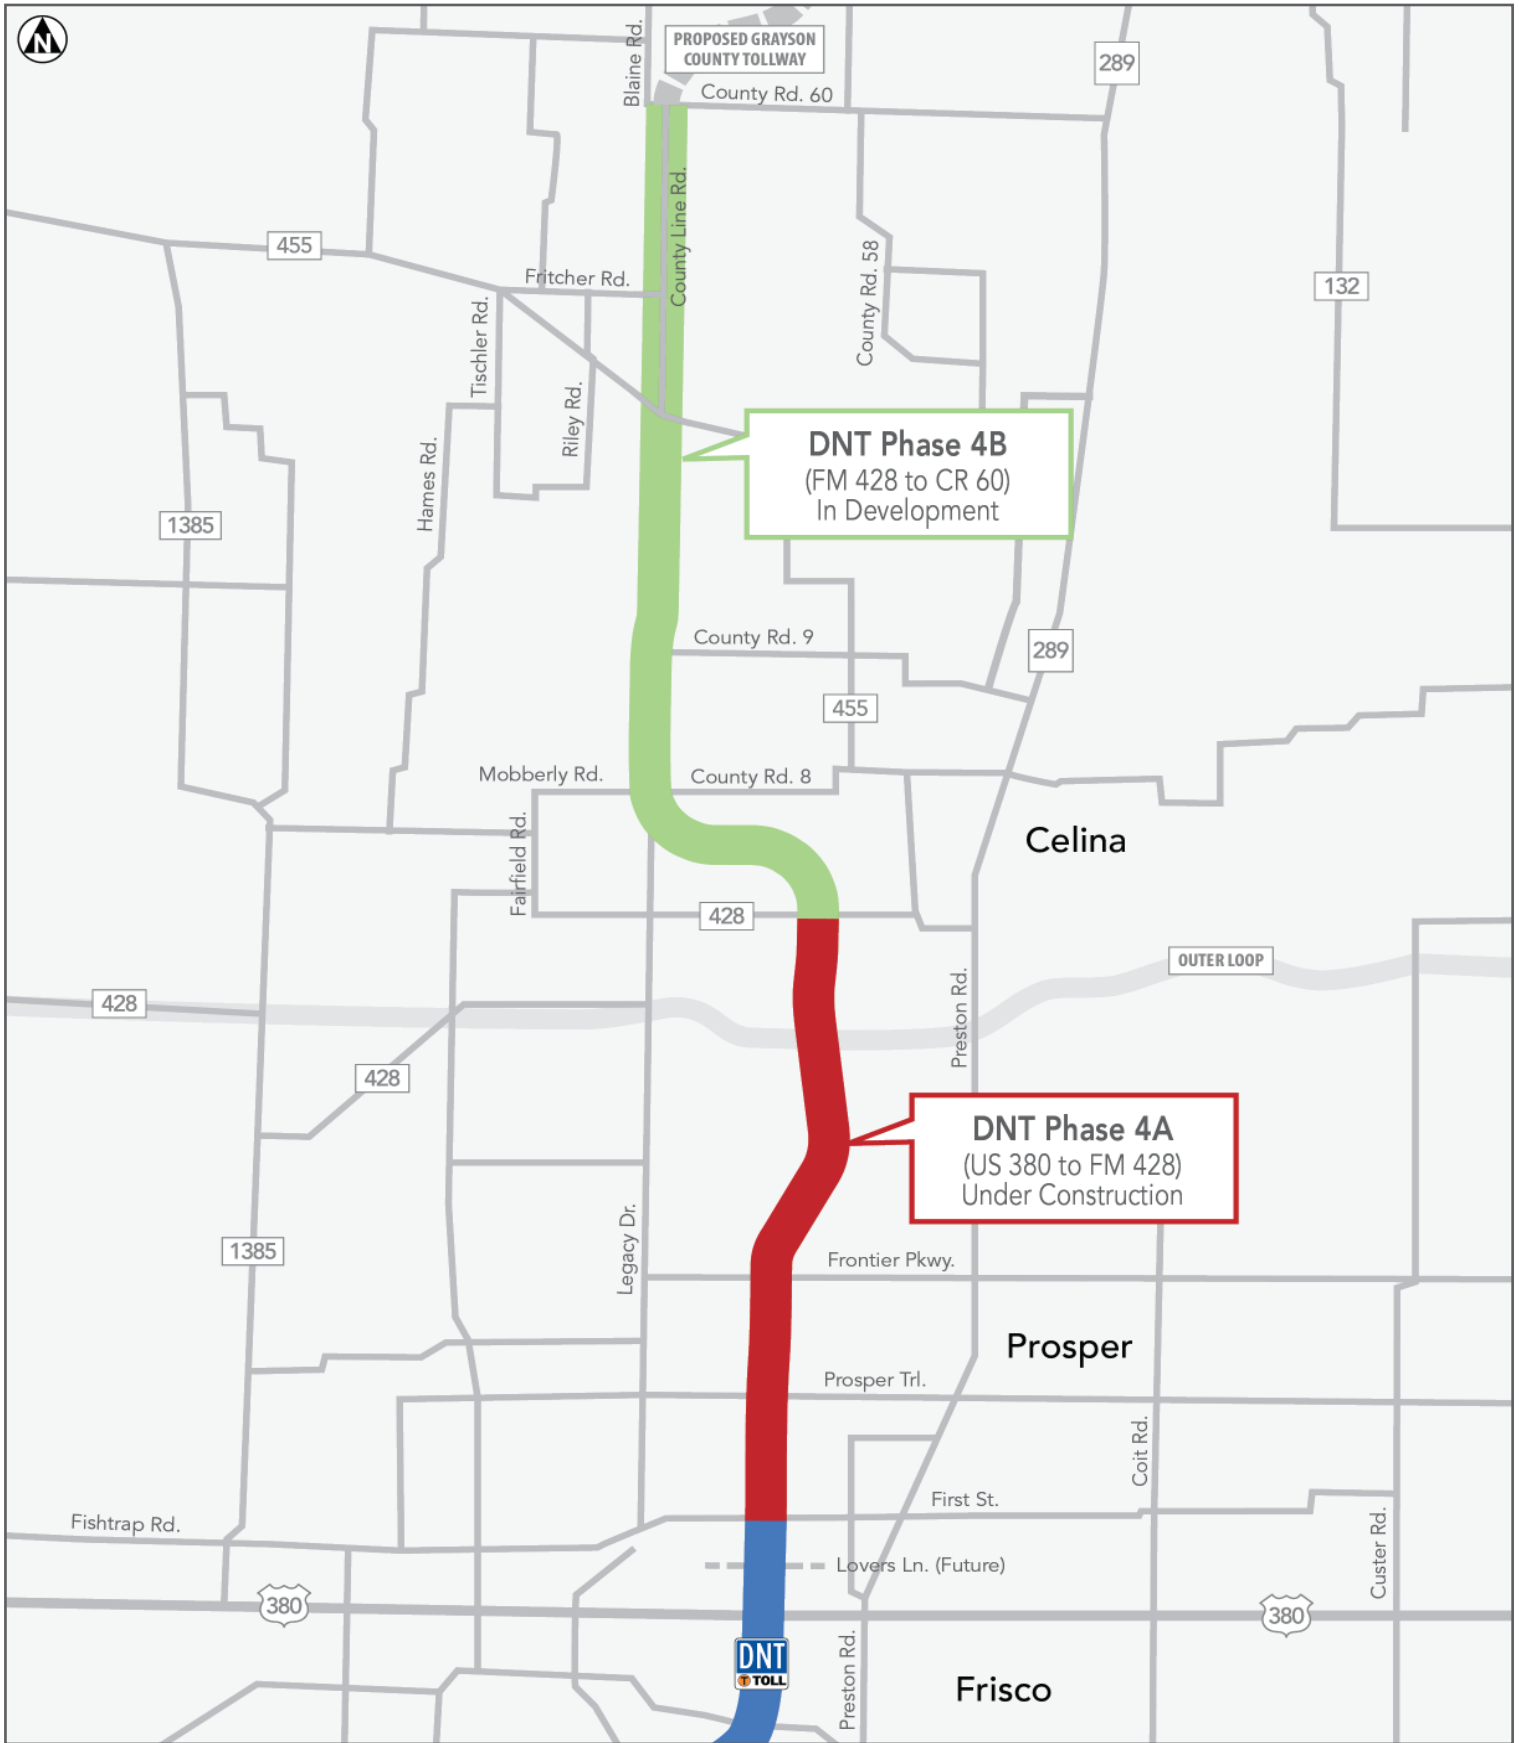 N
Blaine Rd.
PROPOSED GRAYSON
COUNTY TOLLWAY
289
County Rd. 60
County Line Rd.
455
Fritcher Rd.
County Rd. 58
132
Tischler Rd.
Riley Rd.
Hames Rd.
DNT Phase 4B
(FM 428 to CR 60)
In Development
1385
County Rd. 9
289
455
Mobberly Rd.
County Rd. 8
Fairfield Rd.
Celina
428
OUTER LOOP
428
Preston Rd.
428
DNT Phase 4A
(US 380 to FM 428)
Under Construction
Legacy Dr.
1385
Frontier Pkwy.
Prosper
Prosper Trl.
Coit Rd.
First St.
Fishtrap Rd.
Custer Rd.
Lovers Ln. (Future)
380
380
DNT
T TOLL
Preston Rd.
Frisco